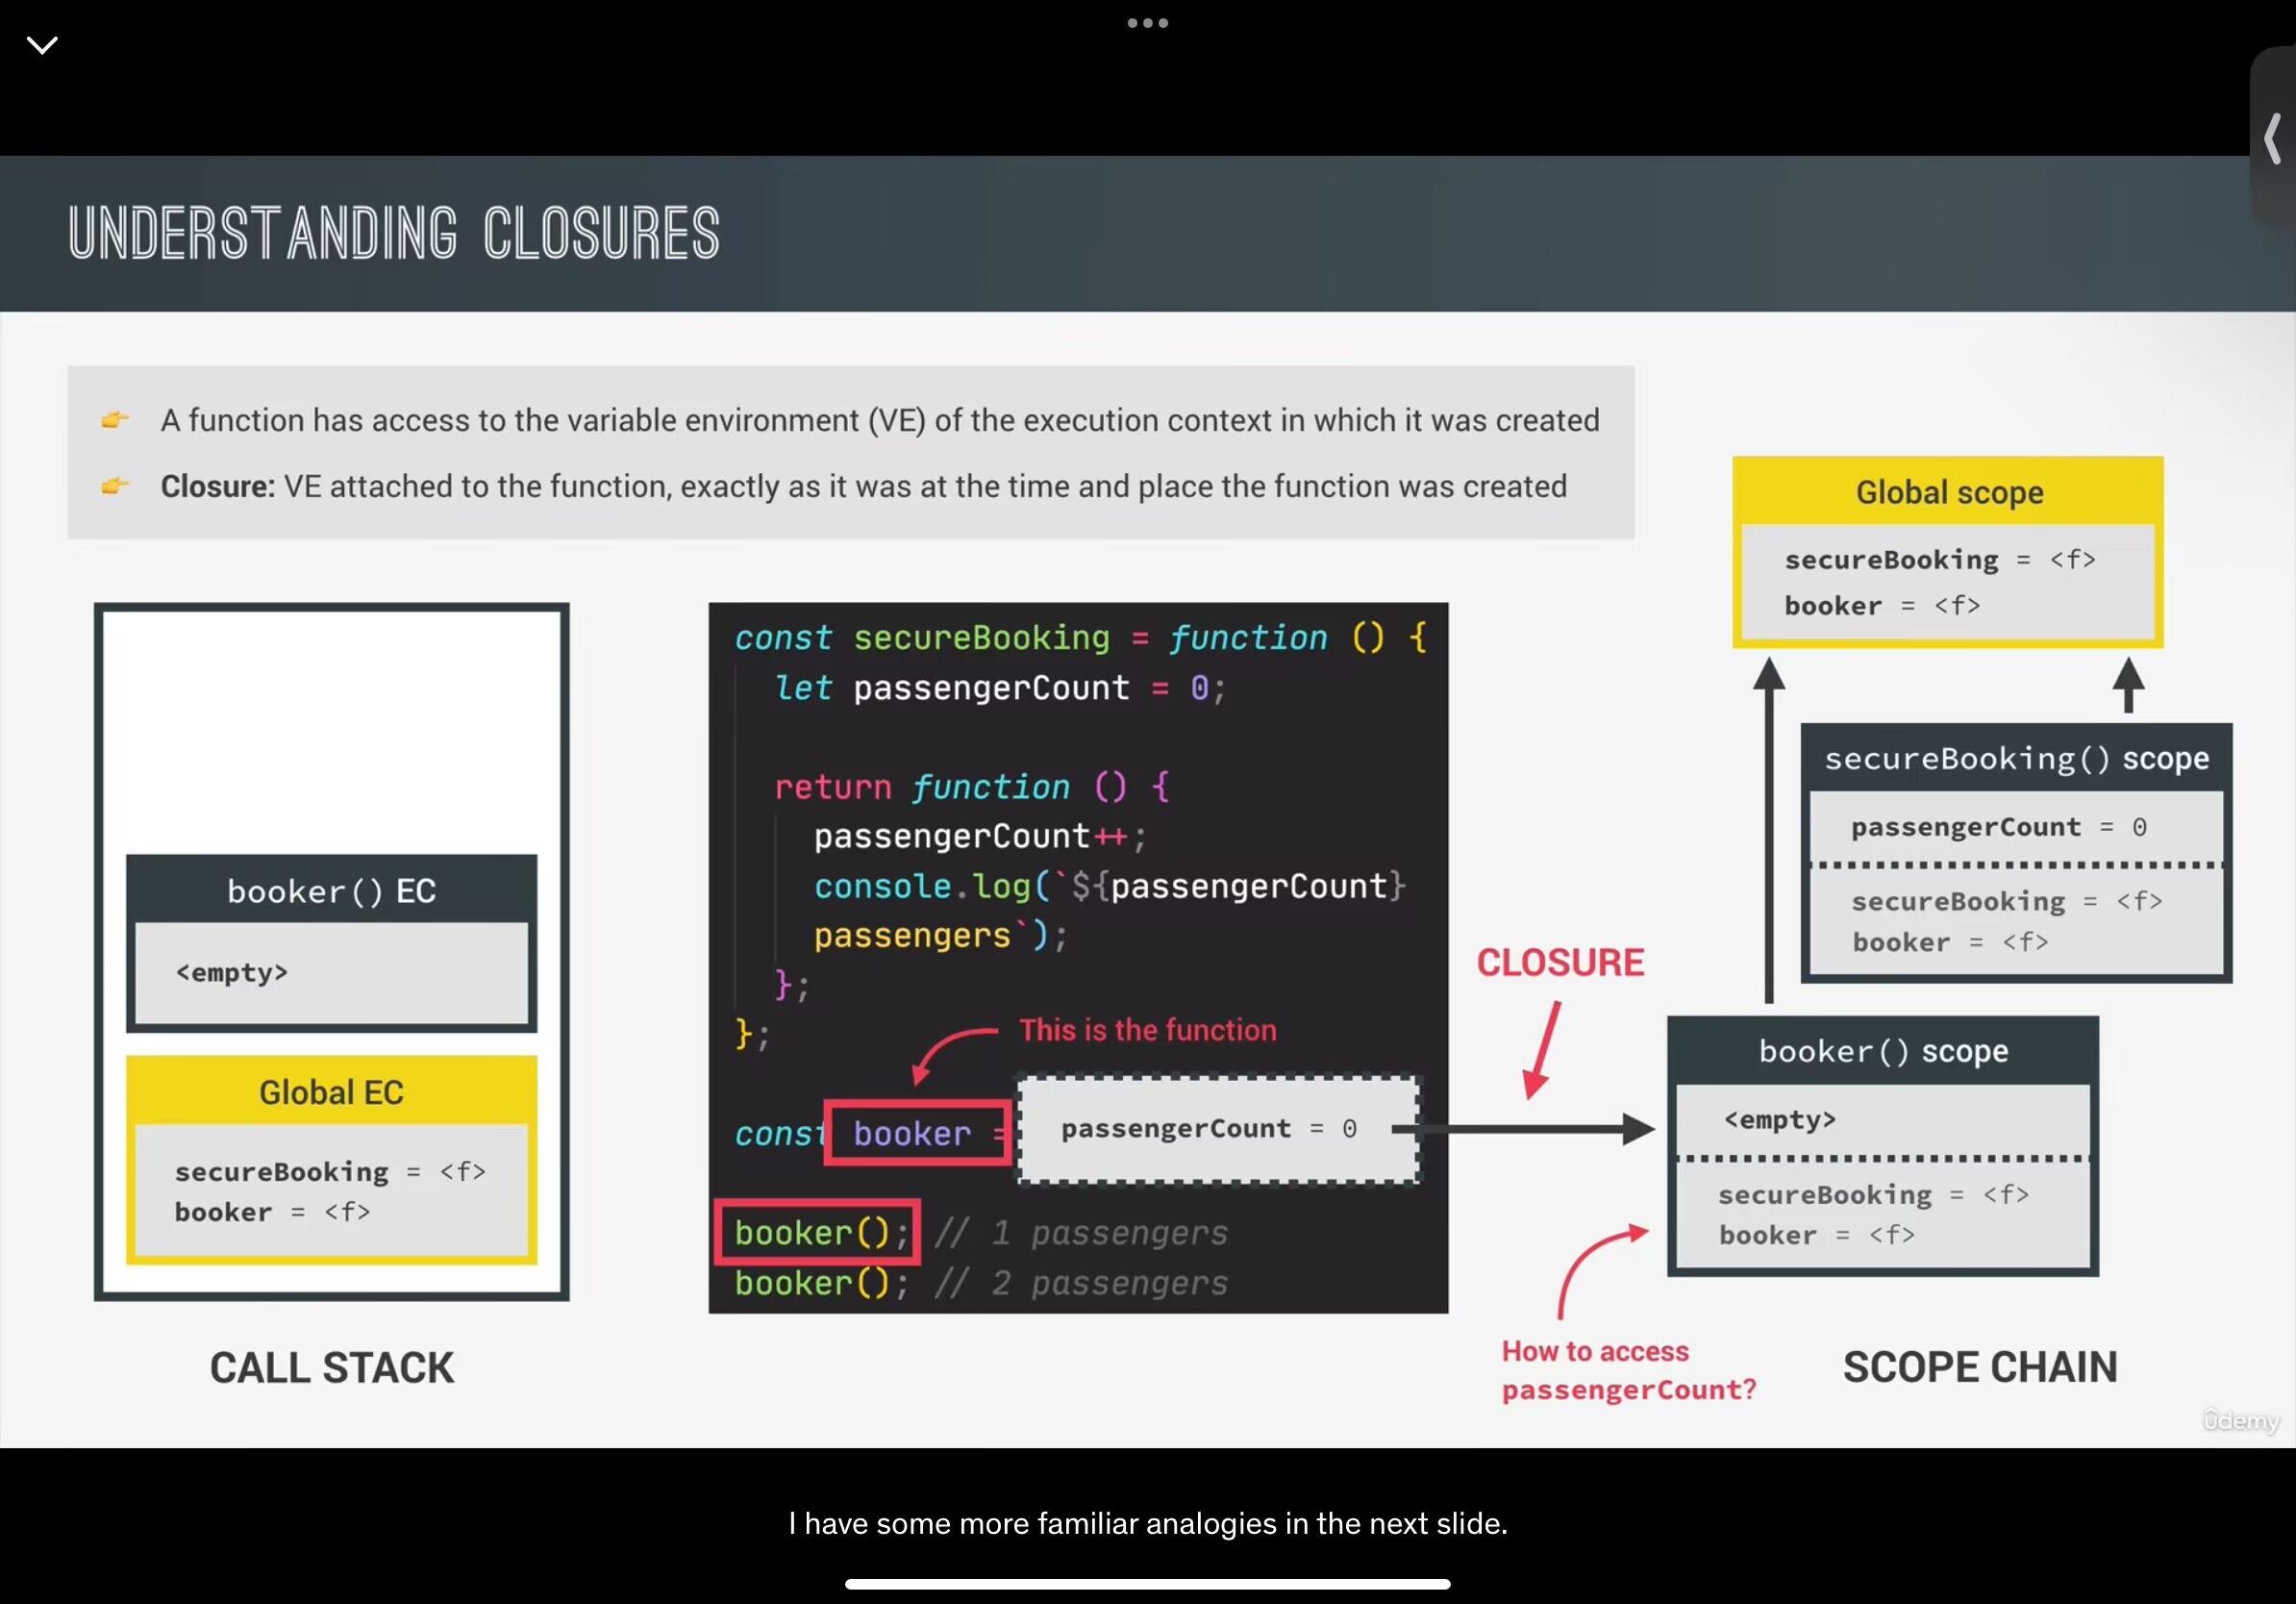 UNDERSTANDING CLOSURES
A function has access to the variable environment (VE) of the execution context in which it was created
Closure: VE attached to the function, exactly as it was at the time and place the function was created
booker() EC
<empty>
Global EC
secureBooking = <f>
booker = <f>
CALL STACK
const secureBooking = function () {
let passengerCount = 0;
return function () {
passengerCount++;
console.log(`${passengerCount}
passengers`);
};
};
This is the function
const booker =
passengerCount = 0
booker(); // 1 passengers
booker(); // 2 passengers
CLOSURE
Global scope
secureBooking = <f>
booker = <f>
secureBooking() scope
passengerCount = 0
secureBooking = <f>
booker = <f>
booker() scope
<empty>
secureBooking = <f>
booker = <f>
How to access
passengerCount?
SCOPE CHAIN
ûdemy
I have some more familiar analogies in the next slide.